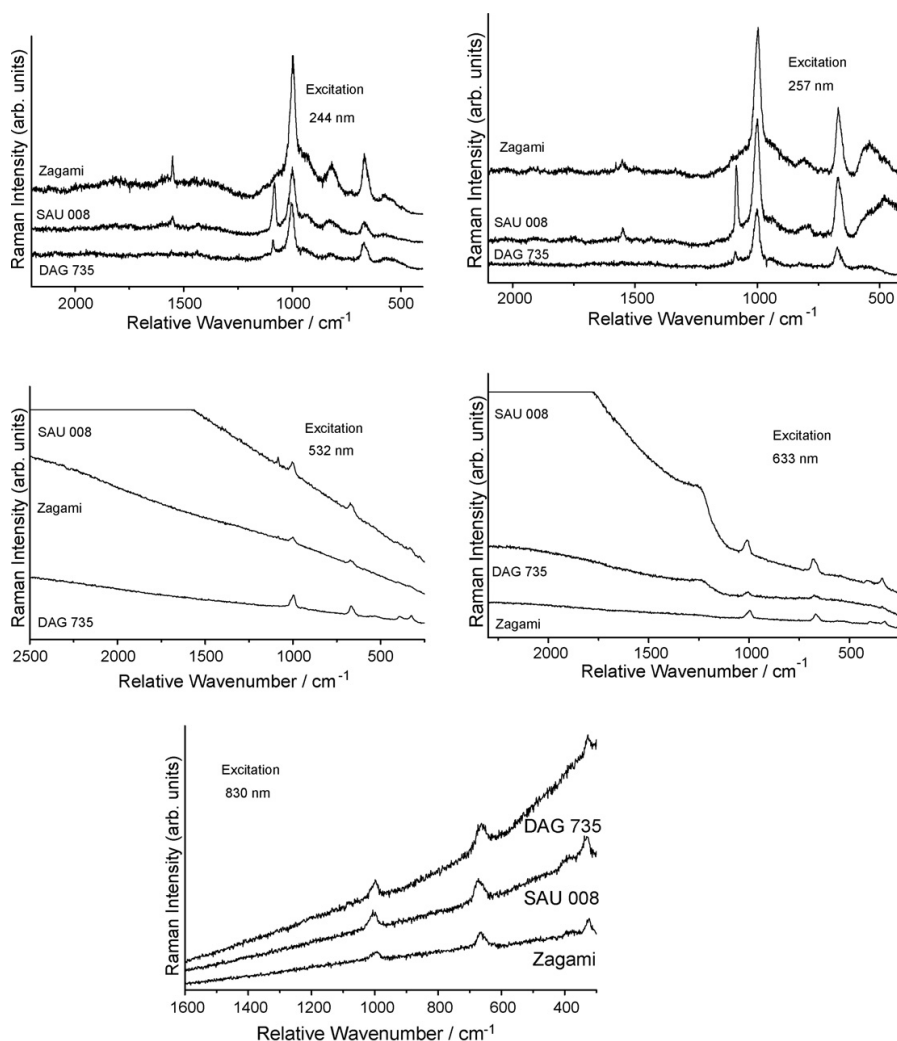 Raman Intensity (arb. units)
Excitation
244 nm
Zagami
SAU 008
DAG 735
2000 1500 1000 500
Relative Wavenumber / cm-1
Raman Intensity (arb. units)
Excitation
257 nm
Zagami
SAU 008
DAG 735
2000 1500 1000 500
Relative Wavenumber / cm-1
Raman Intensity (arb. units)
SAU 008
Excitation
532 nm
Zagami
DAG 735
2500 2000 1500 1000 500
Relative Wavenumber / cm-1
Raman Intensity (arb. units)
SAU 008
Excitation
633 nm
DAG 735
Zagami
2000 1500 1000 500
Relative Wavenumber / cm-1
Raman Intensity (arb. units)
Excitation
830 nm
DAG 735
SAU 008
Zagami
1600 1400 1200 1000 800 600 400
Relative Wavenumber / cm-1